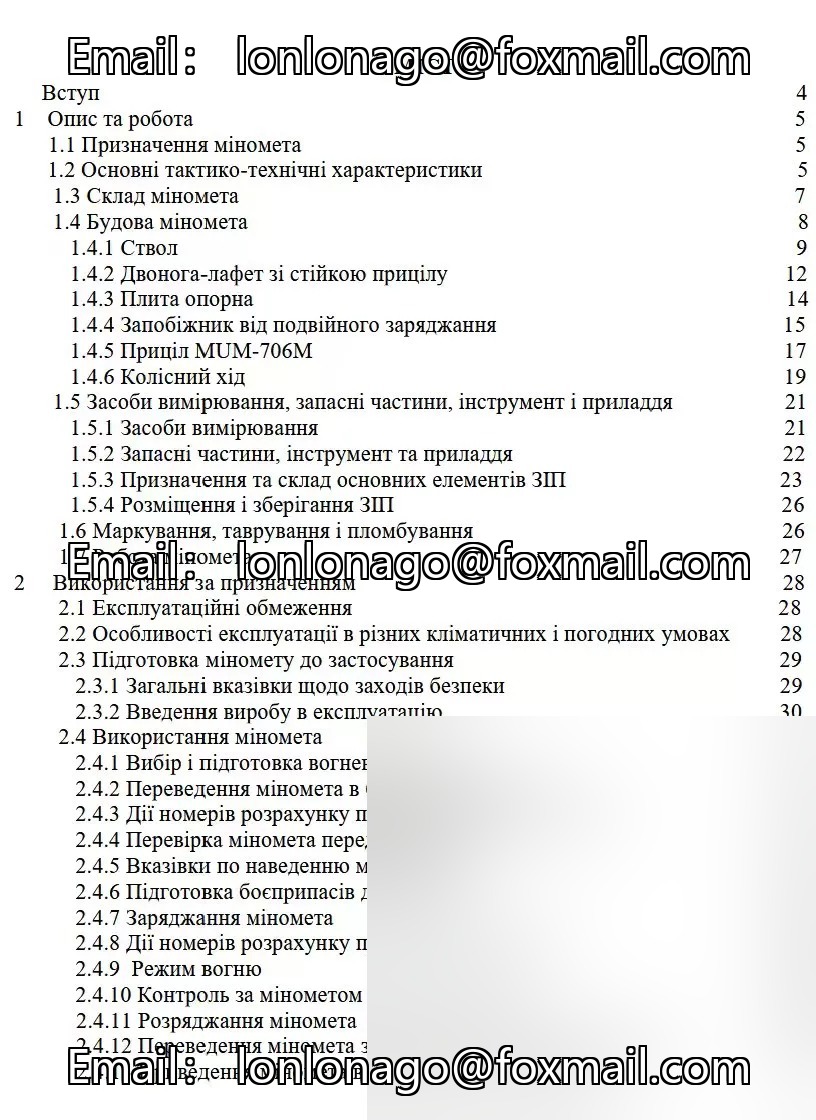 Email： lonlonago@foxmail.com
Вступ 4
1 Опис та робота 5
1.1 Призначення міномета 5
1.2 Основні тактико-технічні характеристики 5
1.3 Склад міномета 7
1.4 Будова міномета 8
1.4.1 Ствол 9
1.4.2 Двонога-лафет зі стійкою прицілу 12
1.4.3 Плита опорна 14
1.4.4 Запобіжник від подвійного заряджання 15
1.4.5 Приціл MUM-706M 17
1.4.6 Колісний хід 19
1.5 Засоби вимірювання, запасні частини, інструмент і приладдя 21
1.5.1 Засоби вимірювання 21
1.5.2 Запасні частини, інструмент та приладдя 22
1.5.3 Призначення та склад основних елементів ЗІП 23
1.5.4 Розміщення і зберігання ЗІП 26
1.6 Маркування, таврування і пломбування 26
міномета 27
Email： lonlonago@foxmail.com
2 Використання за призначенням 28
2.1 Експлуатаційні обмеження 28
2.2 Особливості експлуатації в різних кліматичних і погодних умовах 28
2.3 Підготовка міномету до застосування 29
2.3.1 Загальні вказівки щодо заходів безпеки 29
2.3.2 Введення виробу в експлуатацію 30
2.4 Використання міномета
2.4.1 Вибір і підготовка
2.4.2 Переведення міномета в
2.4.3 Дії номерів розрахунку
2.4.4 Перевірка міномета
2.4.5 Вказівки по наведенню
2.4.6 Підготовка боєприпасів
2.4.7 Заряджання міномета
2.4.8 Дії номерів розрахунку
2.4.9 Режим вогню
2.4.10 Контроль за мінометом
2.4.11 Розряджання міномета
2.4.12 Переведення міномета
Email： lonlonago@foxmail.com